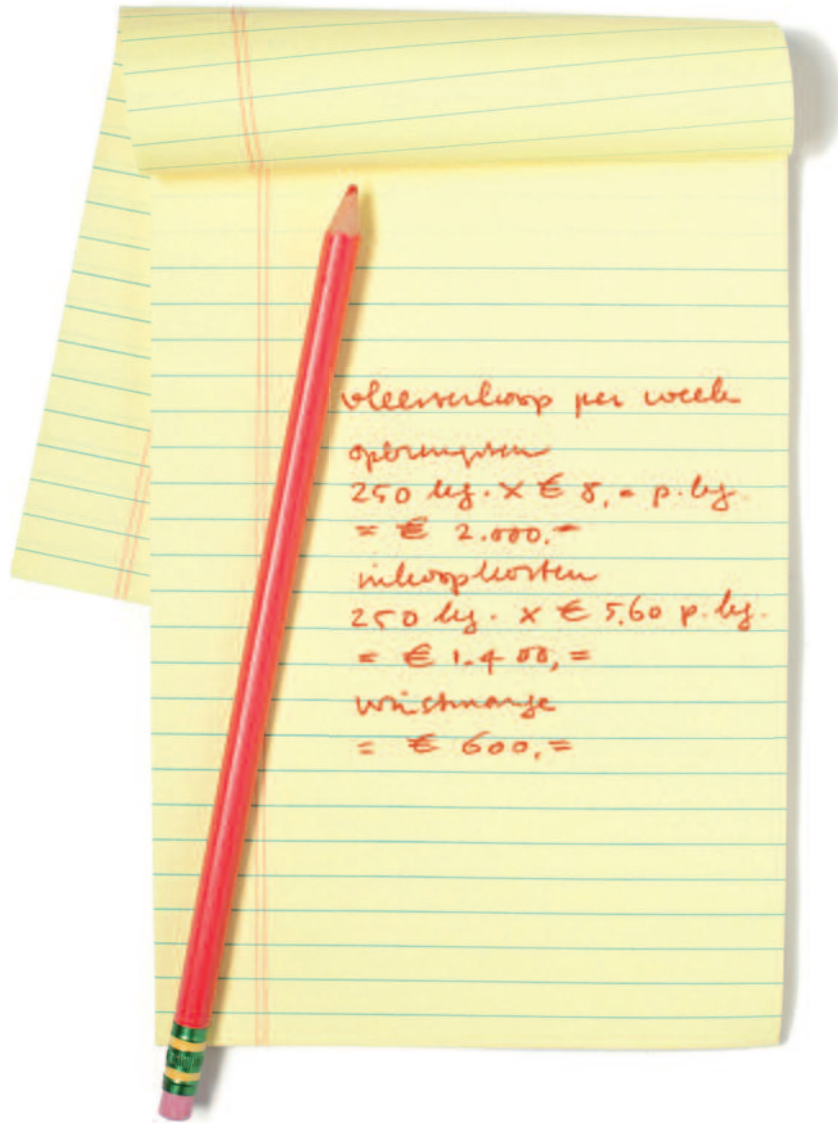 vleesverkoop per week
opbrengsten
250 kg. x € 8,= p.kg.
= € 2.000.=
inkoopkosten
250 kg. x € 5,60 p.kg.
= € 1.400,=
winstmarge
= € 600,=